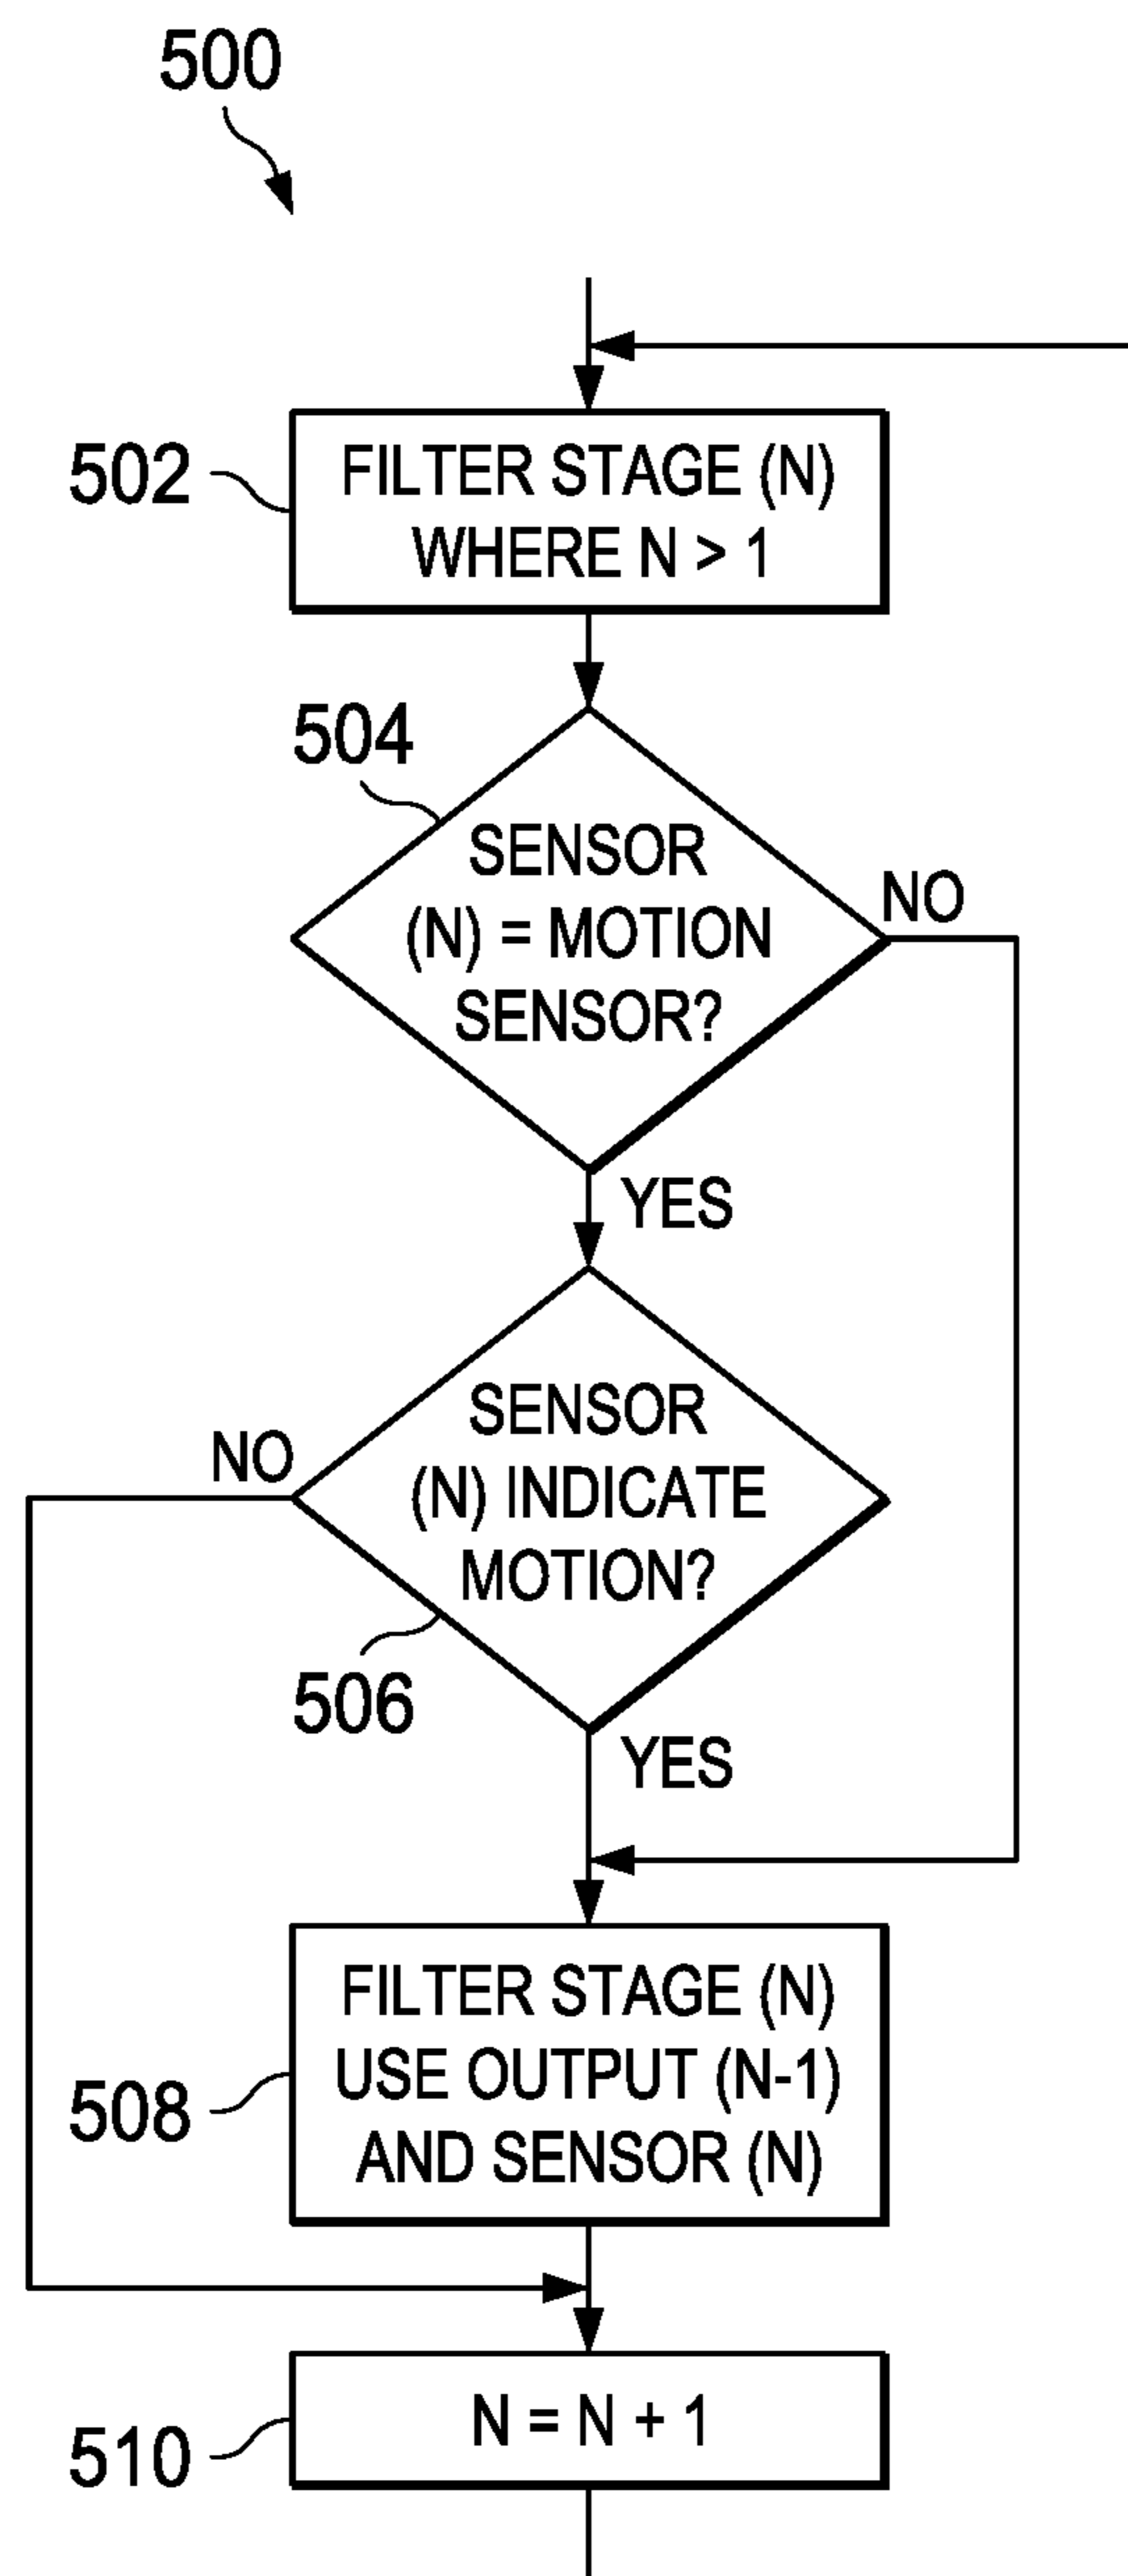 500
502
FILTER STAGE (N)
WHERE N > 1
504
SENSOR
(N) = MOTION
SENSOR?
NO
YES
SENSOR
(N) INDICATE
MOTION?
NO
506
YES
508
FILTER STAGE (N)
USE OUTPUT (N-1)
AND SENSOR (N)
510
N = N + 1